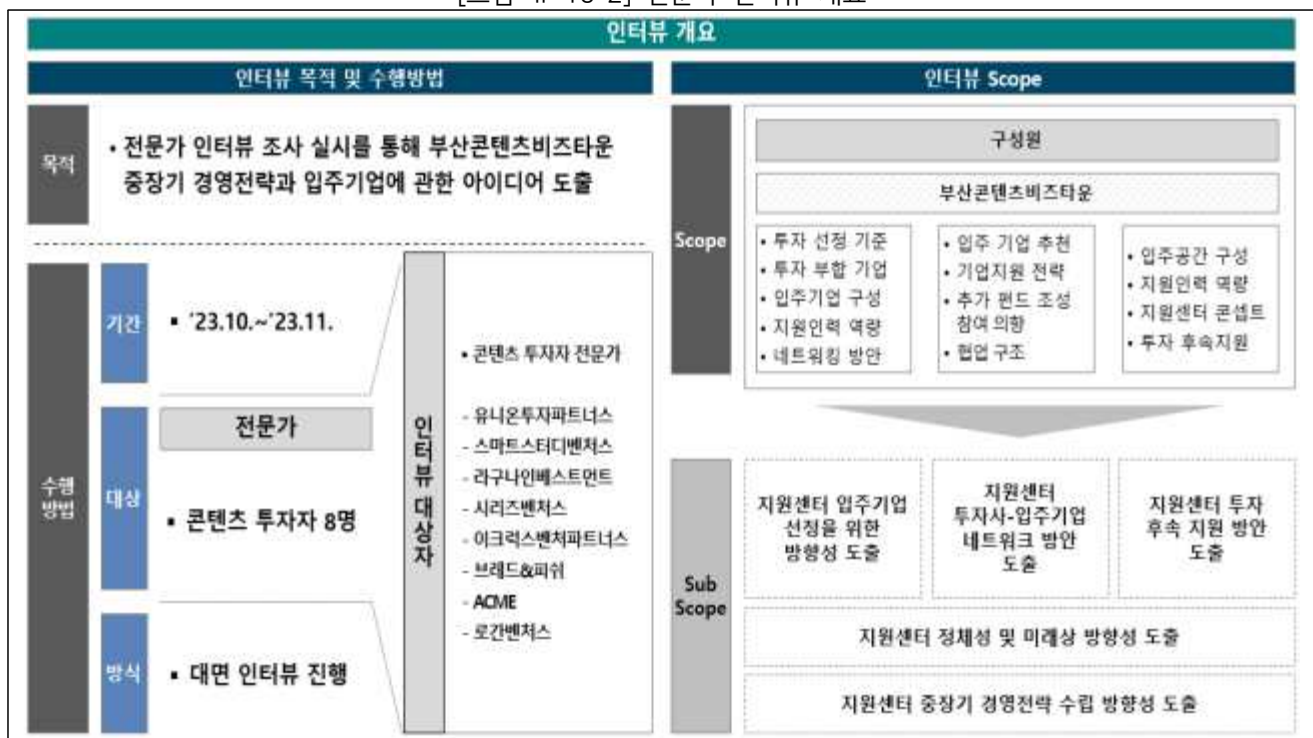 인터뷰 개요
인터뷰 목적 및 수행방법
목적
• 전문가 인터뷰 조사 실시를 통해 부산콘텐츠비즈타운
중장기 경영전략과 입주기업에 관한 아이디어 도출
수행
방법
기간
▪ '23.10.~'23.11.
대상
전문가
▪ 콘텐츠 투자자 8명
방식
▪ 대면 인터뷰 진행
인터뷰 대상자
• 콘텐츠 투자자 전문가
- 유니온투자파트너스
- 스마트스터디벤처스
- 라구나인베스트먼트
- 시리즈벤처스
- 이크럭스벤처파트너스
- 브레드&피쉬
- ACME
- 로간벤처스
인터뷰 Scope
Scope
구성원
부산콘텐츠비즈타운
• 투자 선정 기준
• 투자 부합 기업
• 입주기업 구성
• 지원인력 역량
• 네트워킹 방안
• 입주 기업 추천
• 기업지원 전략
• 추가 펀드 조성
참여 의향
• 협업 구조
• 입주공간 구성
• 지원인력 역량
• 지원센터 콘셉트
• 투자 후속지원
Sub
Scope
지원센터 입주기업
선정을 위한
방향성 도출
지원센터
투자사-입주기업
네트워크 방안
도출
지원센터 투자
후속 지원 방안
도출
지원센터 정체성 및 미래상 방향성 도출
지원센터 중장기 경영전략 수립 방향성 도출